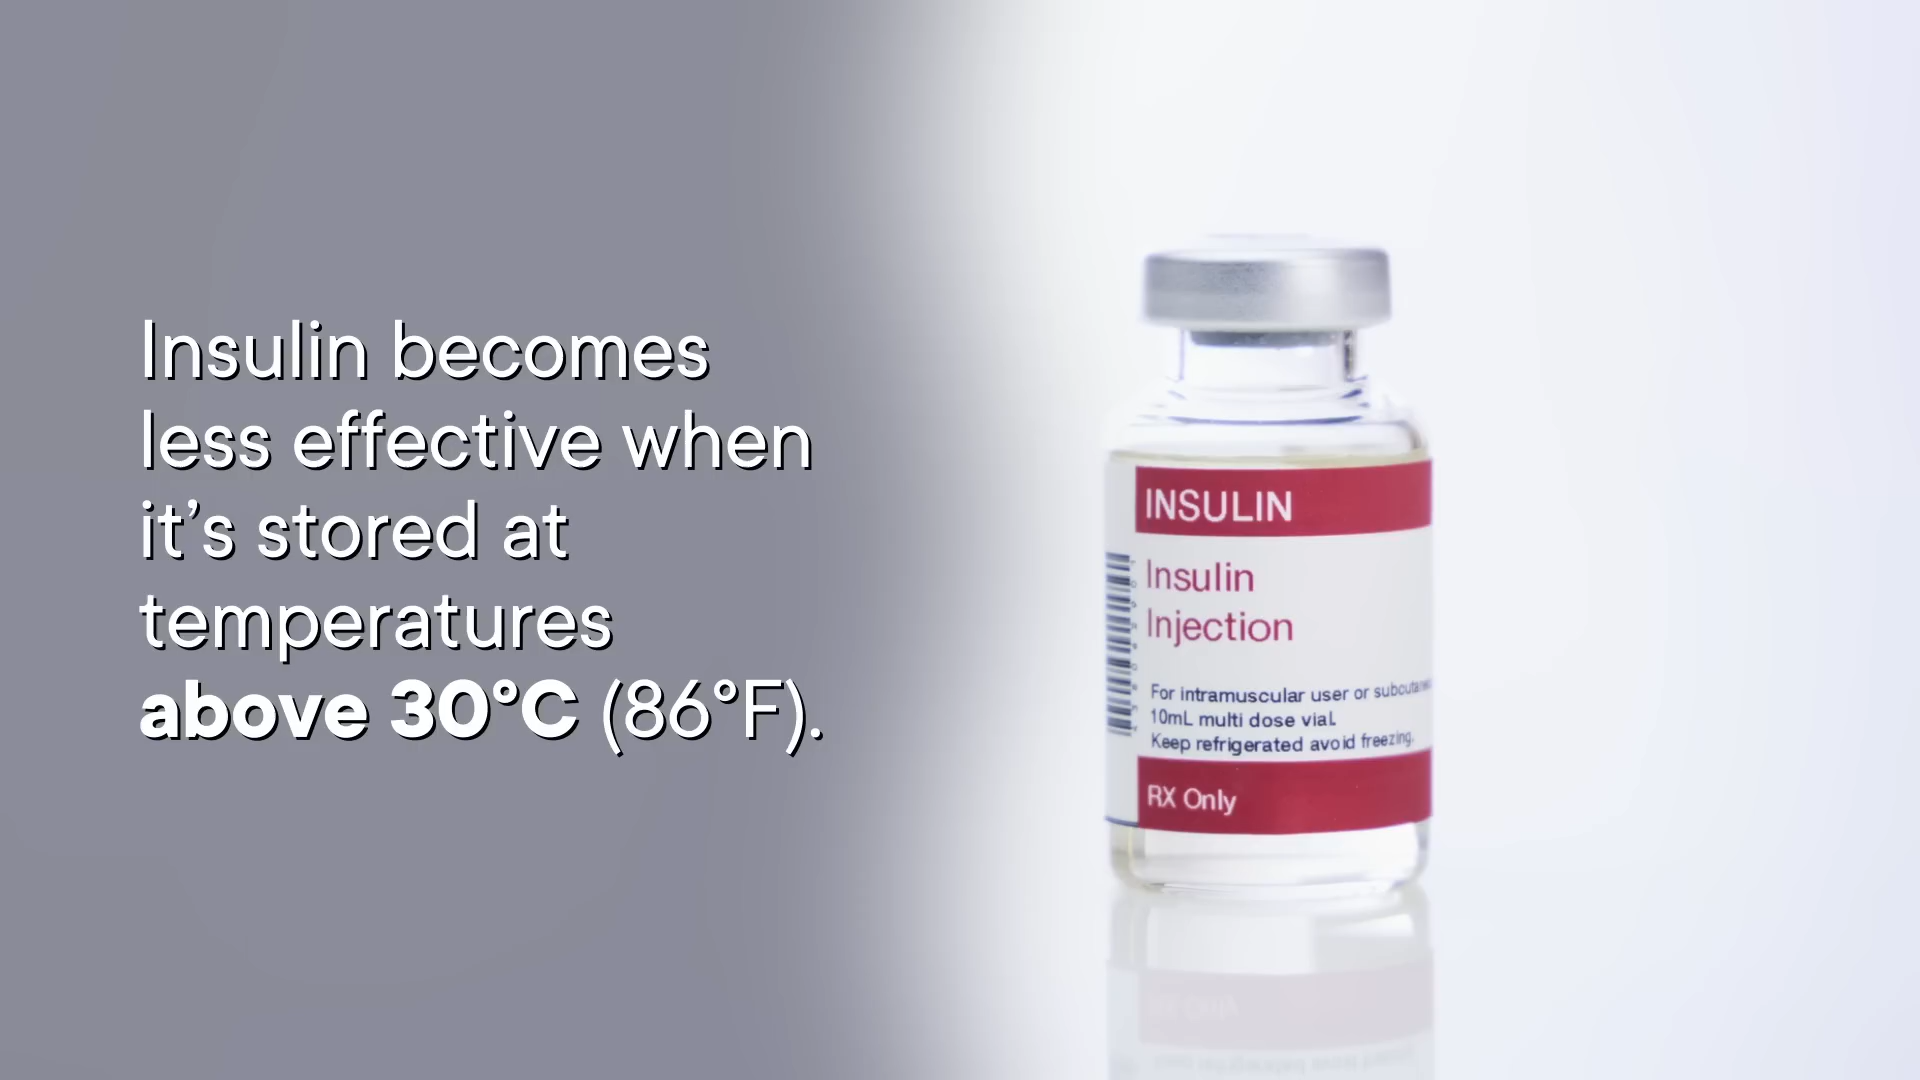 Insulin becomes
less effective when
it’s stored at
temperatures
above 30°C (86°F).
INSULIN
Insulin
Injection
For intramuscular user or
10mL multi dose vial.
Keep refrigerated avoid freezing.
RX Only